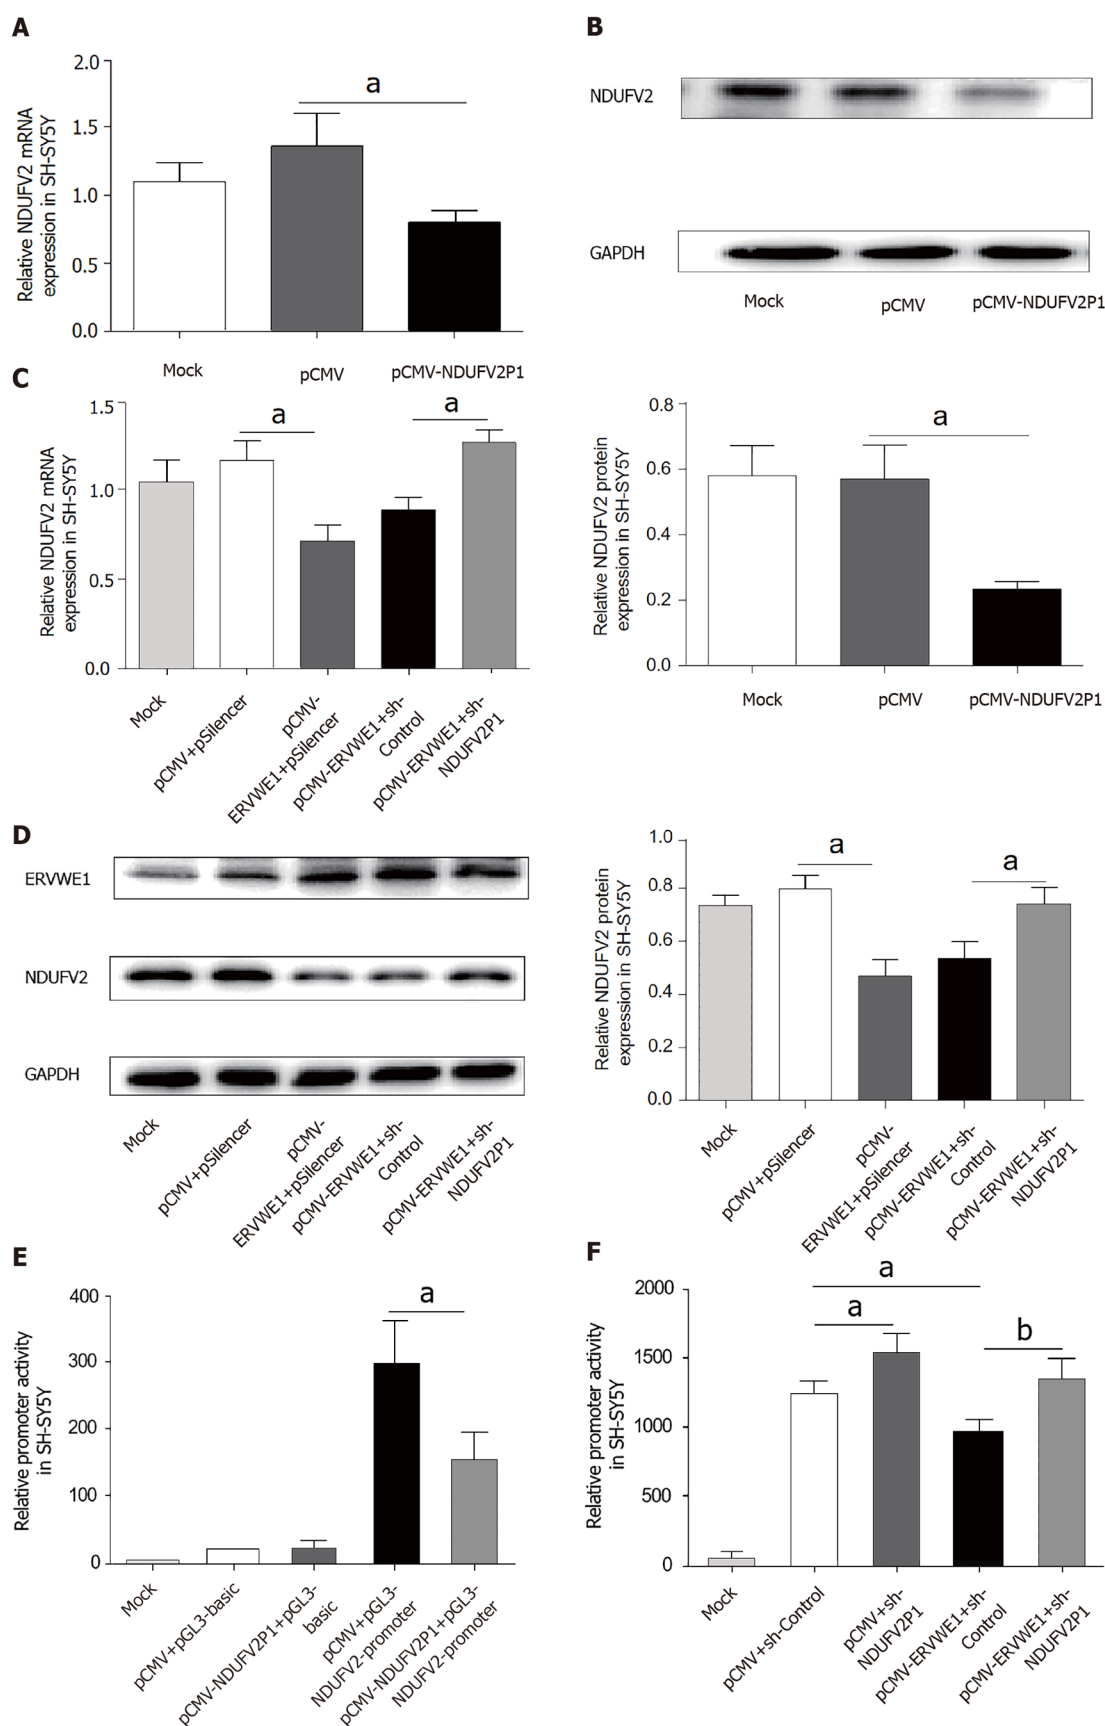 A
Relative NDUFV2 mRNA
expression in SH-SY5Y
2.0
1.5
1.0
0.5
0.0
a
Mock
pCMV
pCMV-NDUFV2P1
B
NDUFV2
GAPDH
Mock
pCMV
pCMV-NDUFV2P1
Relative NDUFV2 protein
expression in SH-SY5Y
0.8
0.6
0.4
0.2
0.0
a
Mock
pCMV
pCMV-NDUFV2P1
C
Relative NDUFV2 mRNA
expression in SH-SY5Y
1.5
1.0
0.5
0.0
a
a
Mock
pCMV+pSilencer
pCMV-
ERVWE1+pSilencer
pCMV-ERVWE1+sh-
Control
pCMV-ERVWE1+sh-
NDUFV2P1
D
ERVWE1
NDUFV2
GAPDH
Mock
pCMV+pSilencer
pCMV-
ERVWE1+pSilencer
pCMV-ERVWE1+sh-
Control
pCMV-ERVWE1+sh-
NDUFV2P1
Relative NDUFV2 protein
expression in SH-SY5Y
1.0
0.8
0.6
0.4
0.2
0.0
a
a
Mock
pCMV+pSilencer
pCMV-
ERVWE1+pSilencer
pCMV-ERVWE1+sh-
Control
pCMV-ERVWE1+sh-
NDUFV2P1
E
Relative promoter activity
in SH-SY5Y
400
300
200
100
0
a
Mock
pCMV+pGL3-basic
pCMV-NDUFV2P1+pGL3-
basic
pCMV+pGL3-
NDUFV2-promoter
pCMV-NDUFV2P1+pGL3-
NDUFV2-promoter
F
Relative promoter activity
in SH-SY5Y
2000
1500
1000
500
0
a
a
b
Mock
pCMV+sh-Control
pCMV+sh-
NDUFV2P1
pCMV-ERVWE1+sh-
Control
pCMV-ERVWE1+sh-
NDUFV2P1